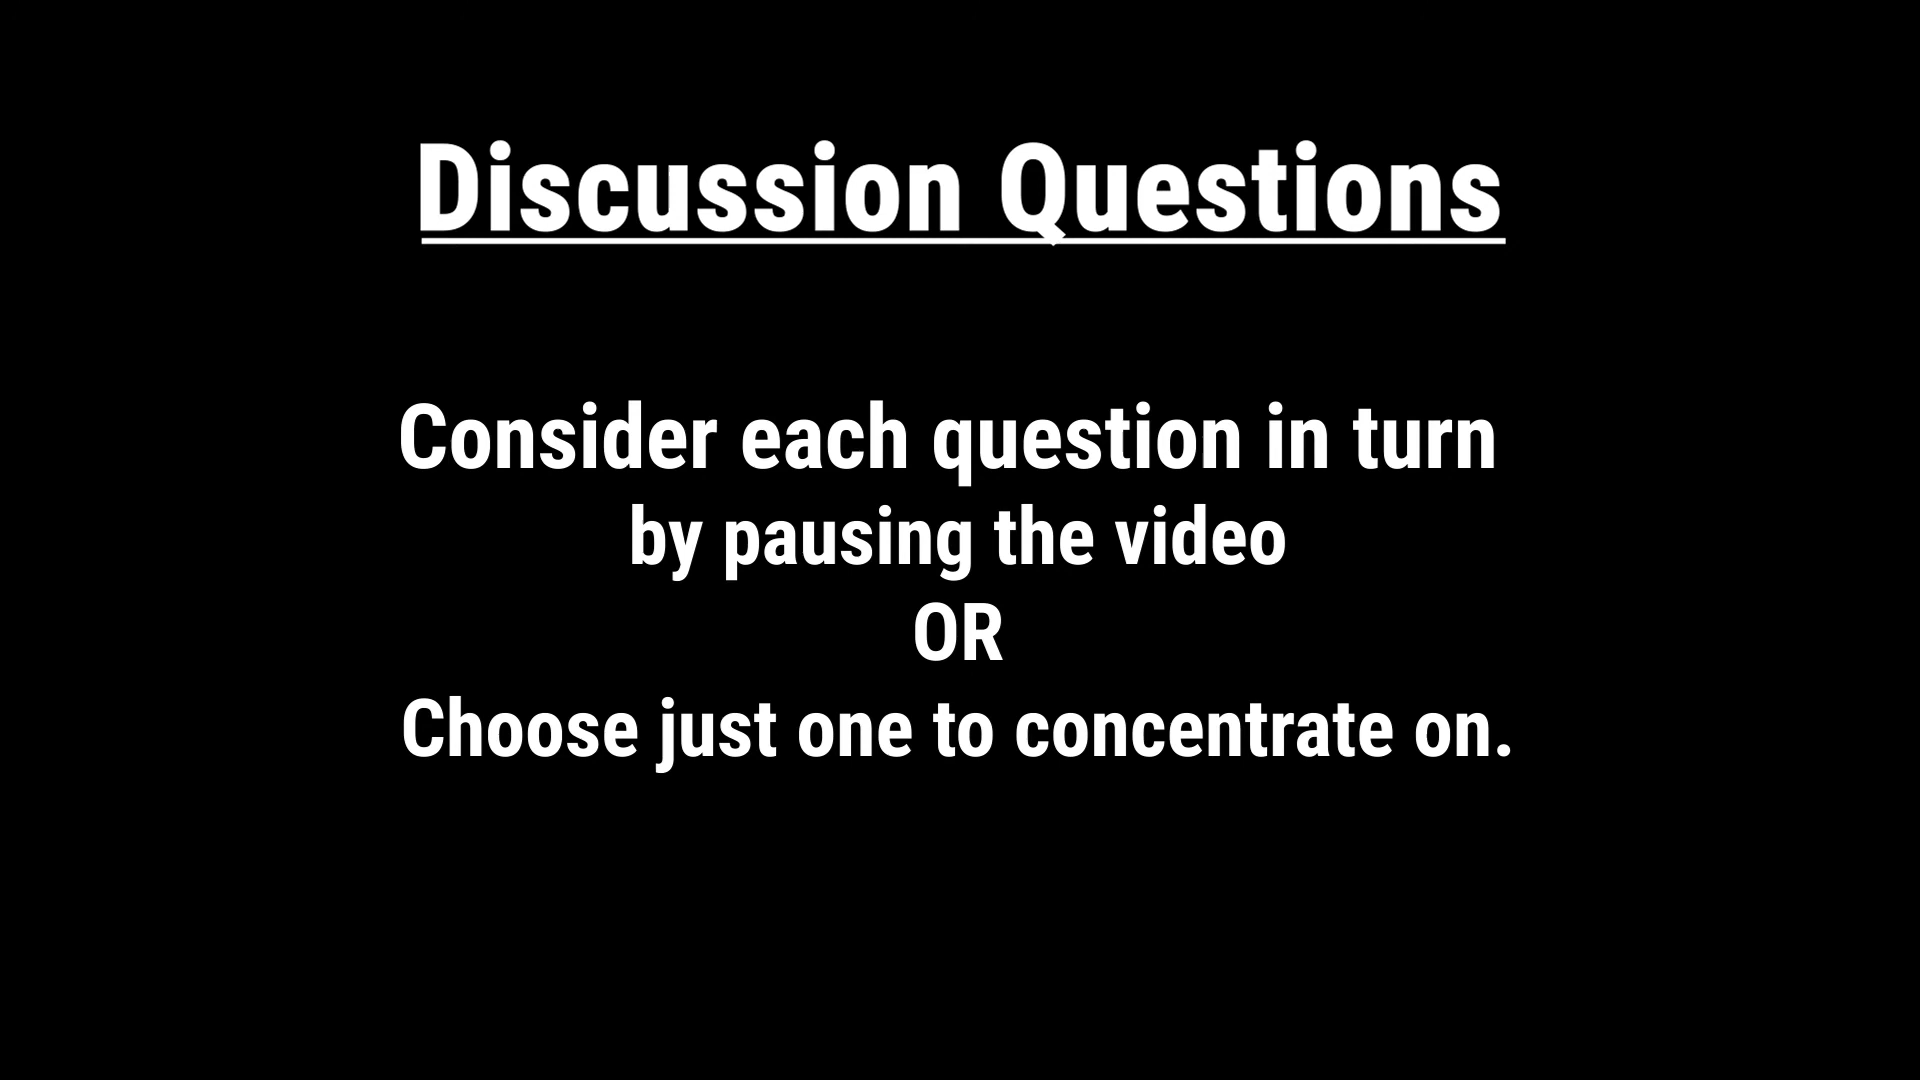 Discussion Questions
Consider each question in turn
by pausing the video
OR
Choose just one to concentrate on.